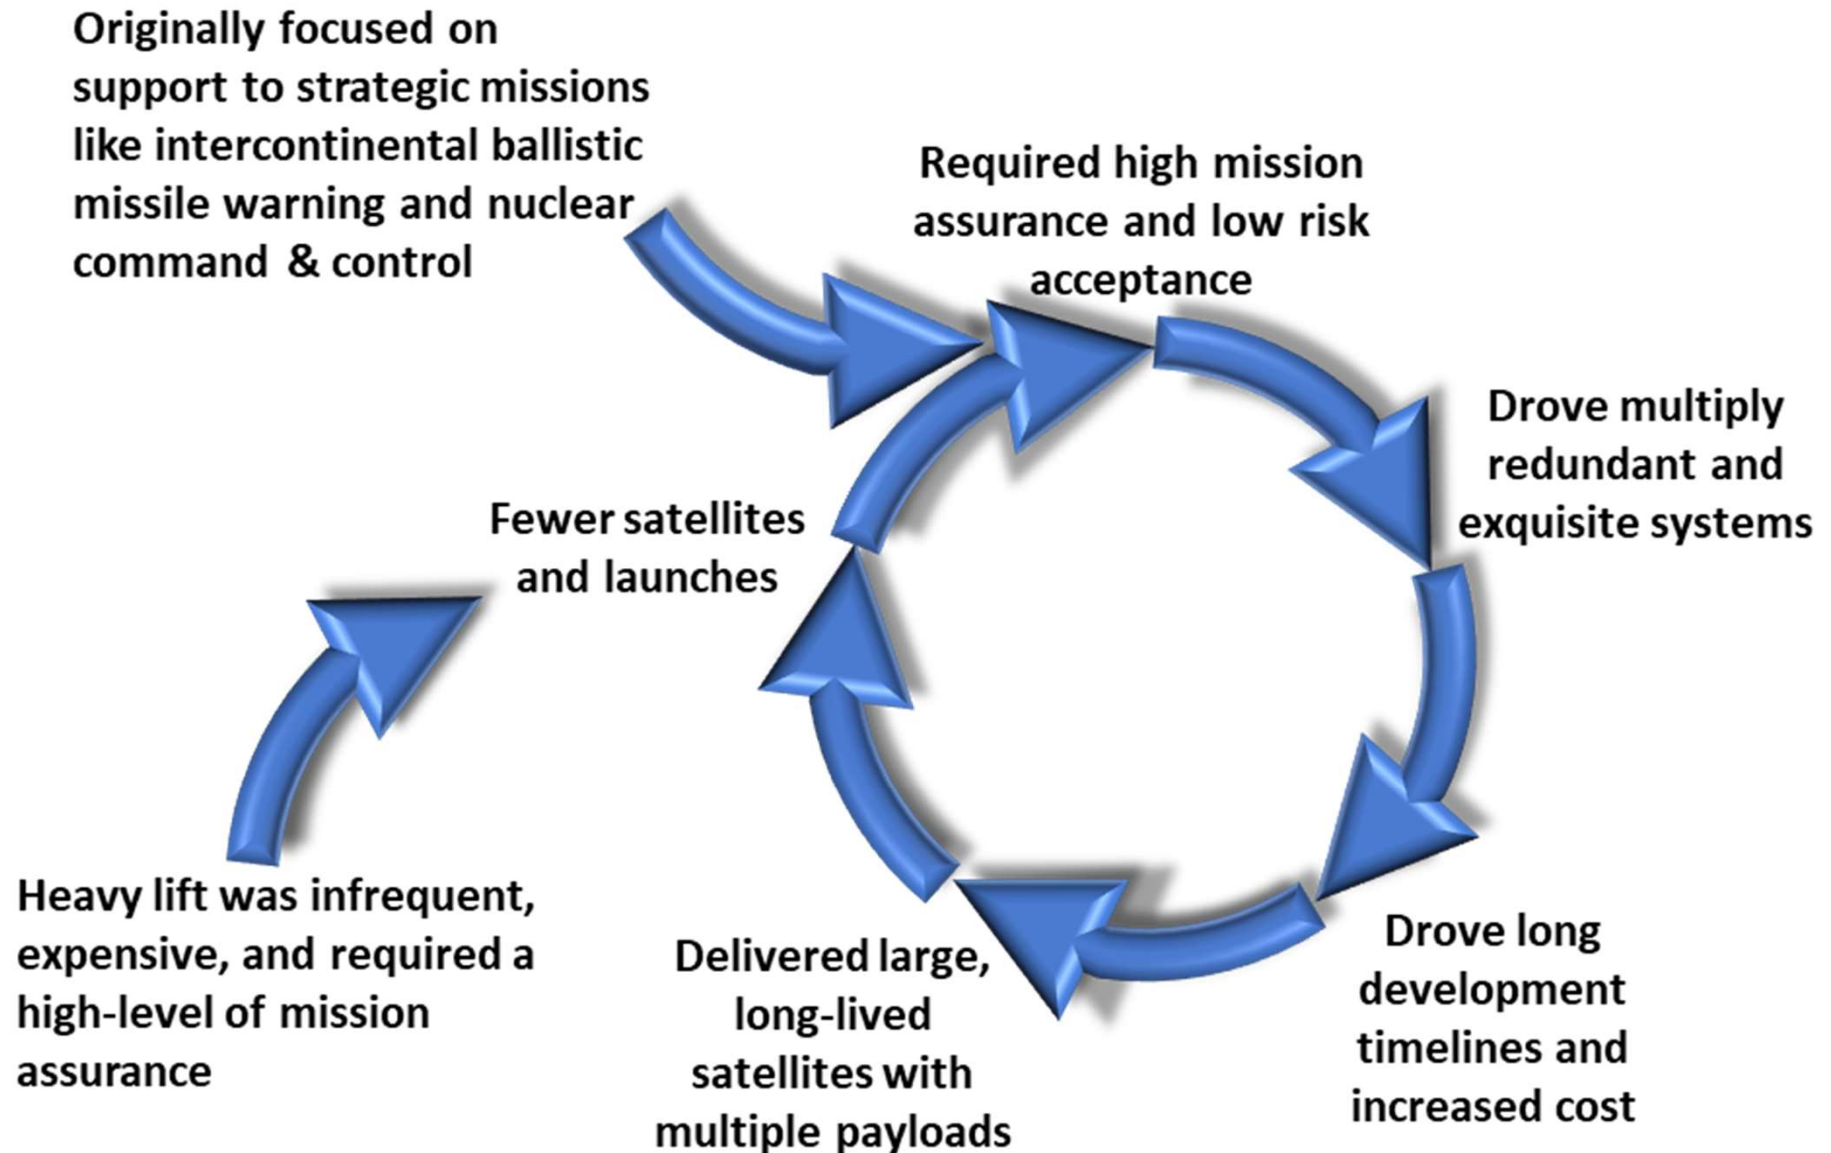 Originally focused on
support to strategic missions
like intercontinental ballistic
missile warning and nuclear
command & control
Required high mission
assurance and low risk
acceptance
Drove multiply
redundant and
exquisite systems
Drove long
development
timelines and
increased cost
Delivered large,
long-lived
satellites with
multiple payloads
Fewer satellites
and launches
Heavy lift was infrequent,
expensive, and required a
high-level of mission
assurance